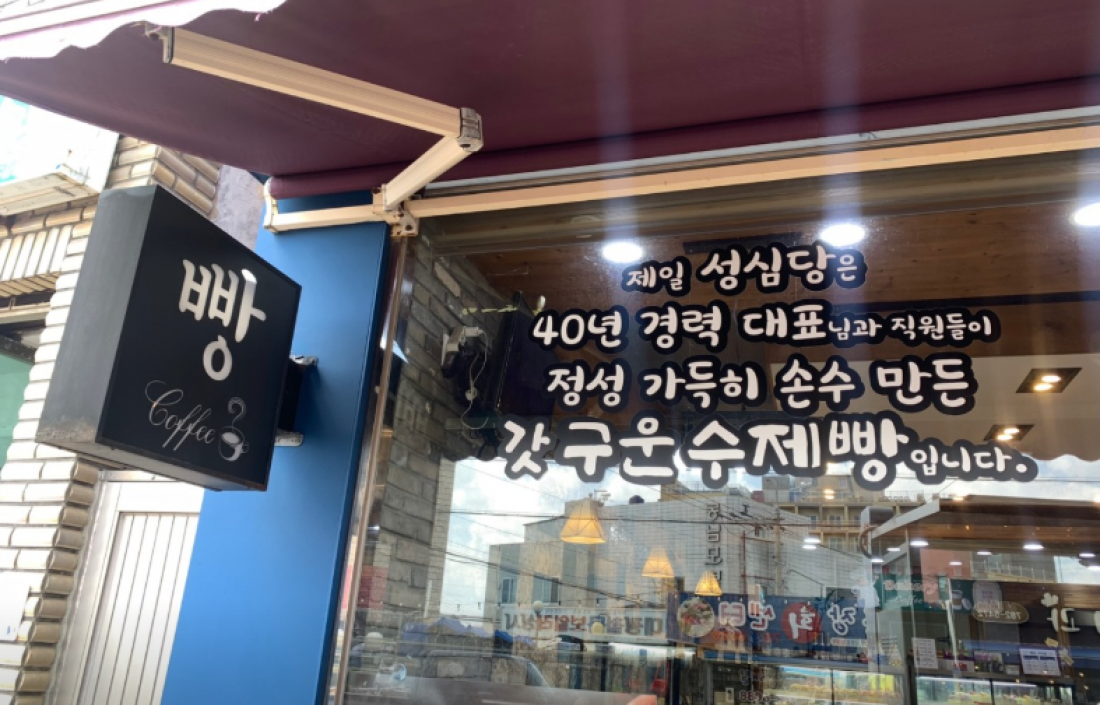 빵
Coffee
제일 성심당은
40년 경력 대표님과 직원들이
정성 가득히 손수 만든
갓 구운 수제빵입니다.